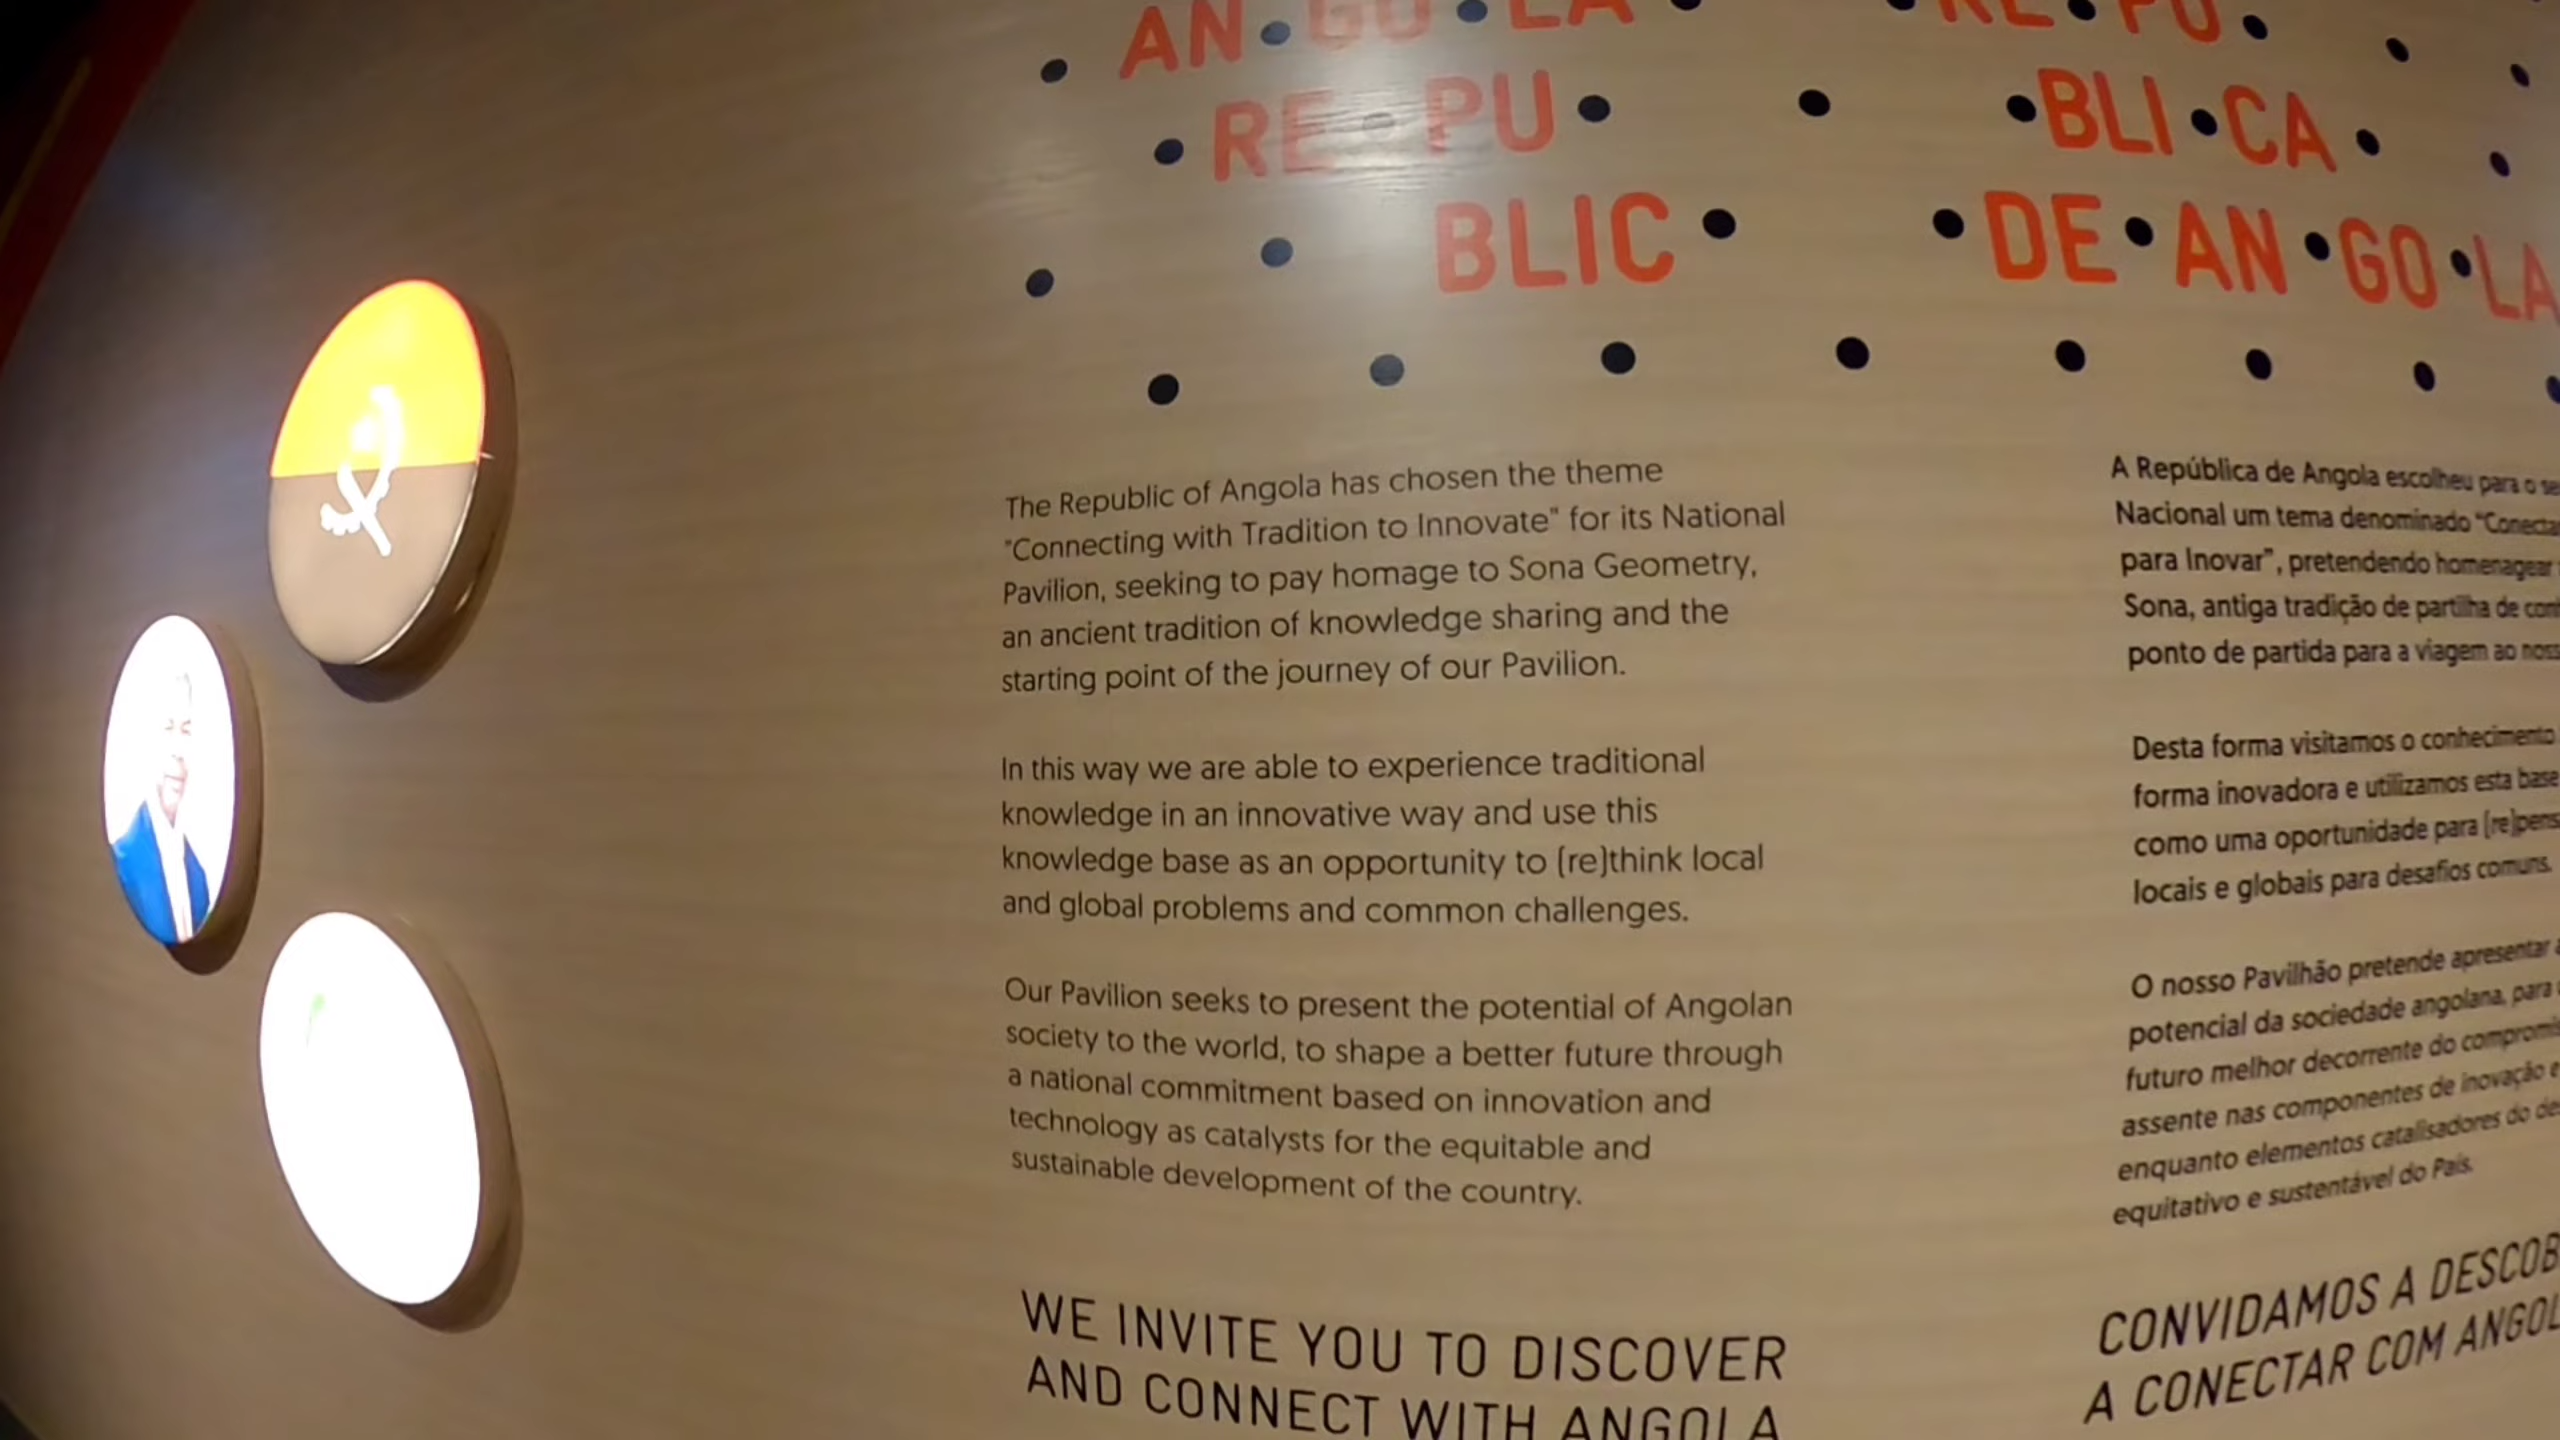 AN•GO•LA
RE•PU
BLIC
The Republic of Angola has chosen the theme
"Connecting with Tradition to Innovate" for its National
Pavilion, seeking to pay homage to Sona Geometry,
an ancient tradition of knowledge sharing and the
starting point of the journey of our Pavilion.
In this way we are able to experience traditional
knowledge in an innovative way and use this
knowledge base as an opportunity to (re)think local
and global problems and common challenges.
Our Pavilion seeks to present the potential of Angolan
society to the world, to shape a better future through
a national commitment based on innovation and
technology as catalysts for the equitable and
sustainable development of the country.
WE INVITE YOU TO DISCOVER
AND CONNECT WITH ANGOLA
RE•PU
BLI•CA
DE•AN•GO•LA
A República de Angola escolheu para o
Nacional um tema denominado
para Inovar", pretendendo homenagear
Sona, antiga tradição de partilha de
ponto de partida para a viagem ao
Desta forma visitamos o conhecimento
forma inovadora e utilizamos esta base
como uma oportunidade para
locais e globais para desafios comuns.
O nosso Pavilhão pretende apresentar
potencial da sociedade angolana, para
futuro melhor decorrente do
assente nas componentes de inovação e
enquanto elementos catalisadores do
equitativo e sustentável do País.
CONVIDAMOS A DESCOB
A CONECTAR COM ANGOL